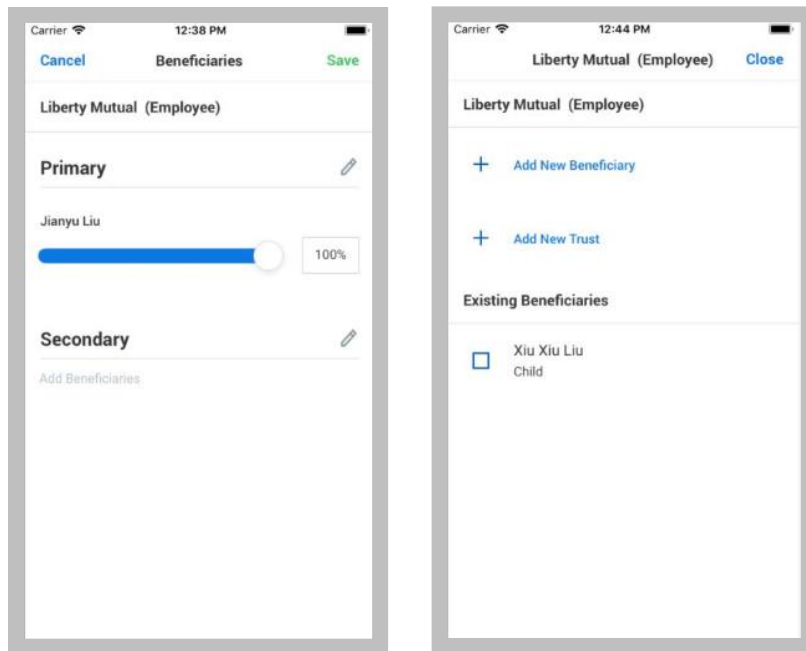 Carrier 12:38 PM
Cancel Beneficiaries Save
Liberty Mutual (Employee)
Primary
Jianyu Liu
100%
Secondary
Add Beneficiaries
Carrier 12:44 PM
Liberty Mutual (Employee) Close
Liberty Mutual (Employee)
Add New Beneficiary
Add New Trust
Existing Beneficiaries
Xiu Xiu Liu
Child